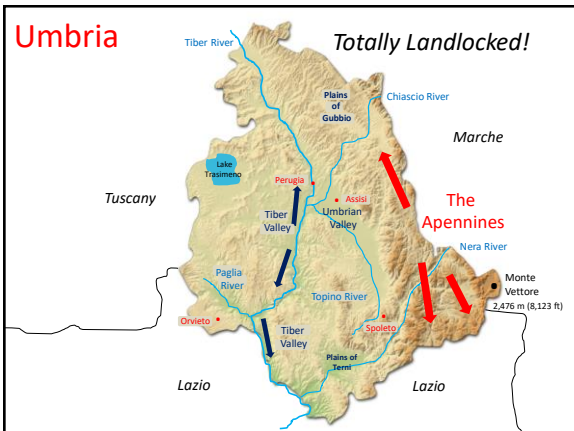 Umbria
Totally Landlocked!
Tiber River
Plains
of
Gubbio
Chiascio River
Marche
Lake
Trasimeno
Perugia
Assisi
Tuscany
Tiber
Valley
Umbrian
Valley
The
Apennines
Nera River
Paglia
River
Topino River
Monte
Vettore
2,476 m (8,123 ft)
Orvieto
Spoleto
Tiber
Valley
Plains of
Terni
Lazio
Lazio